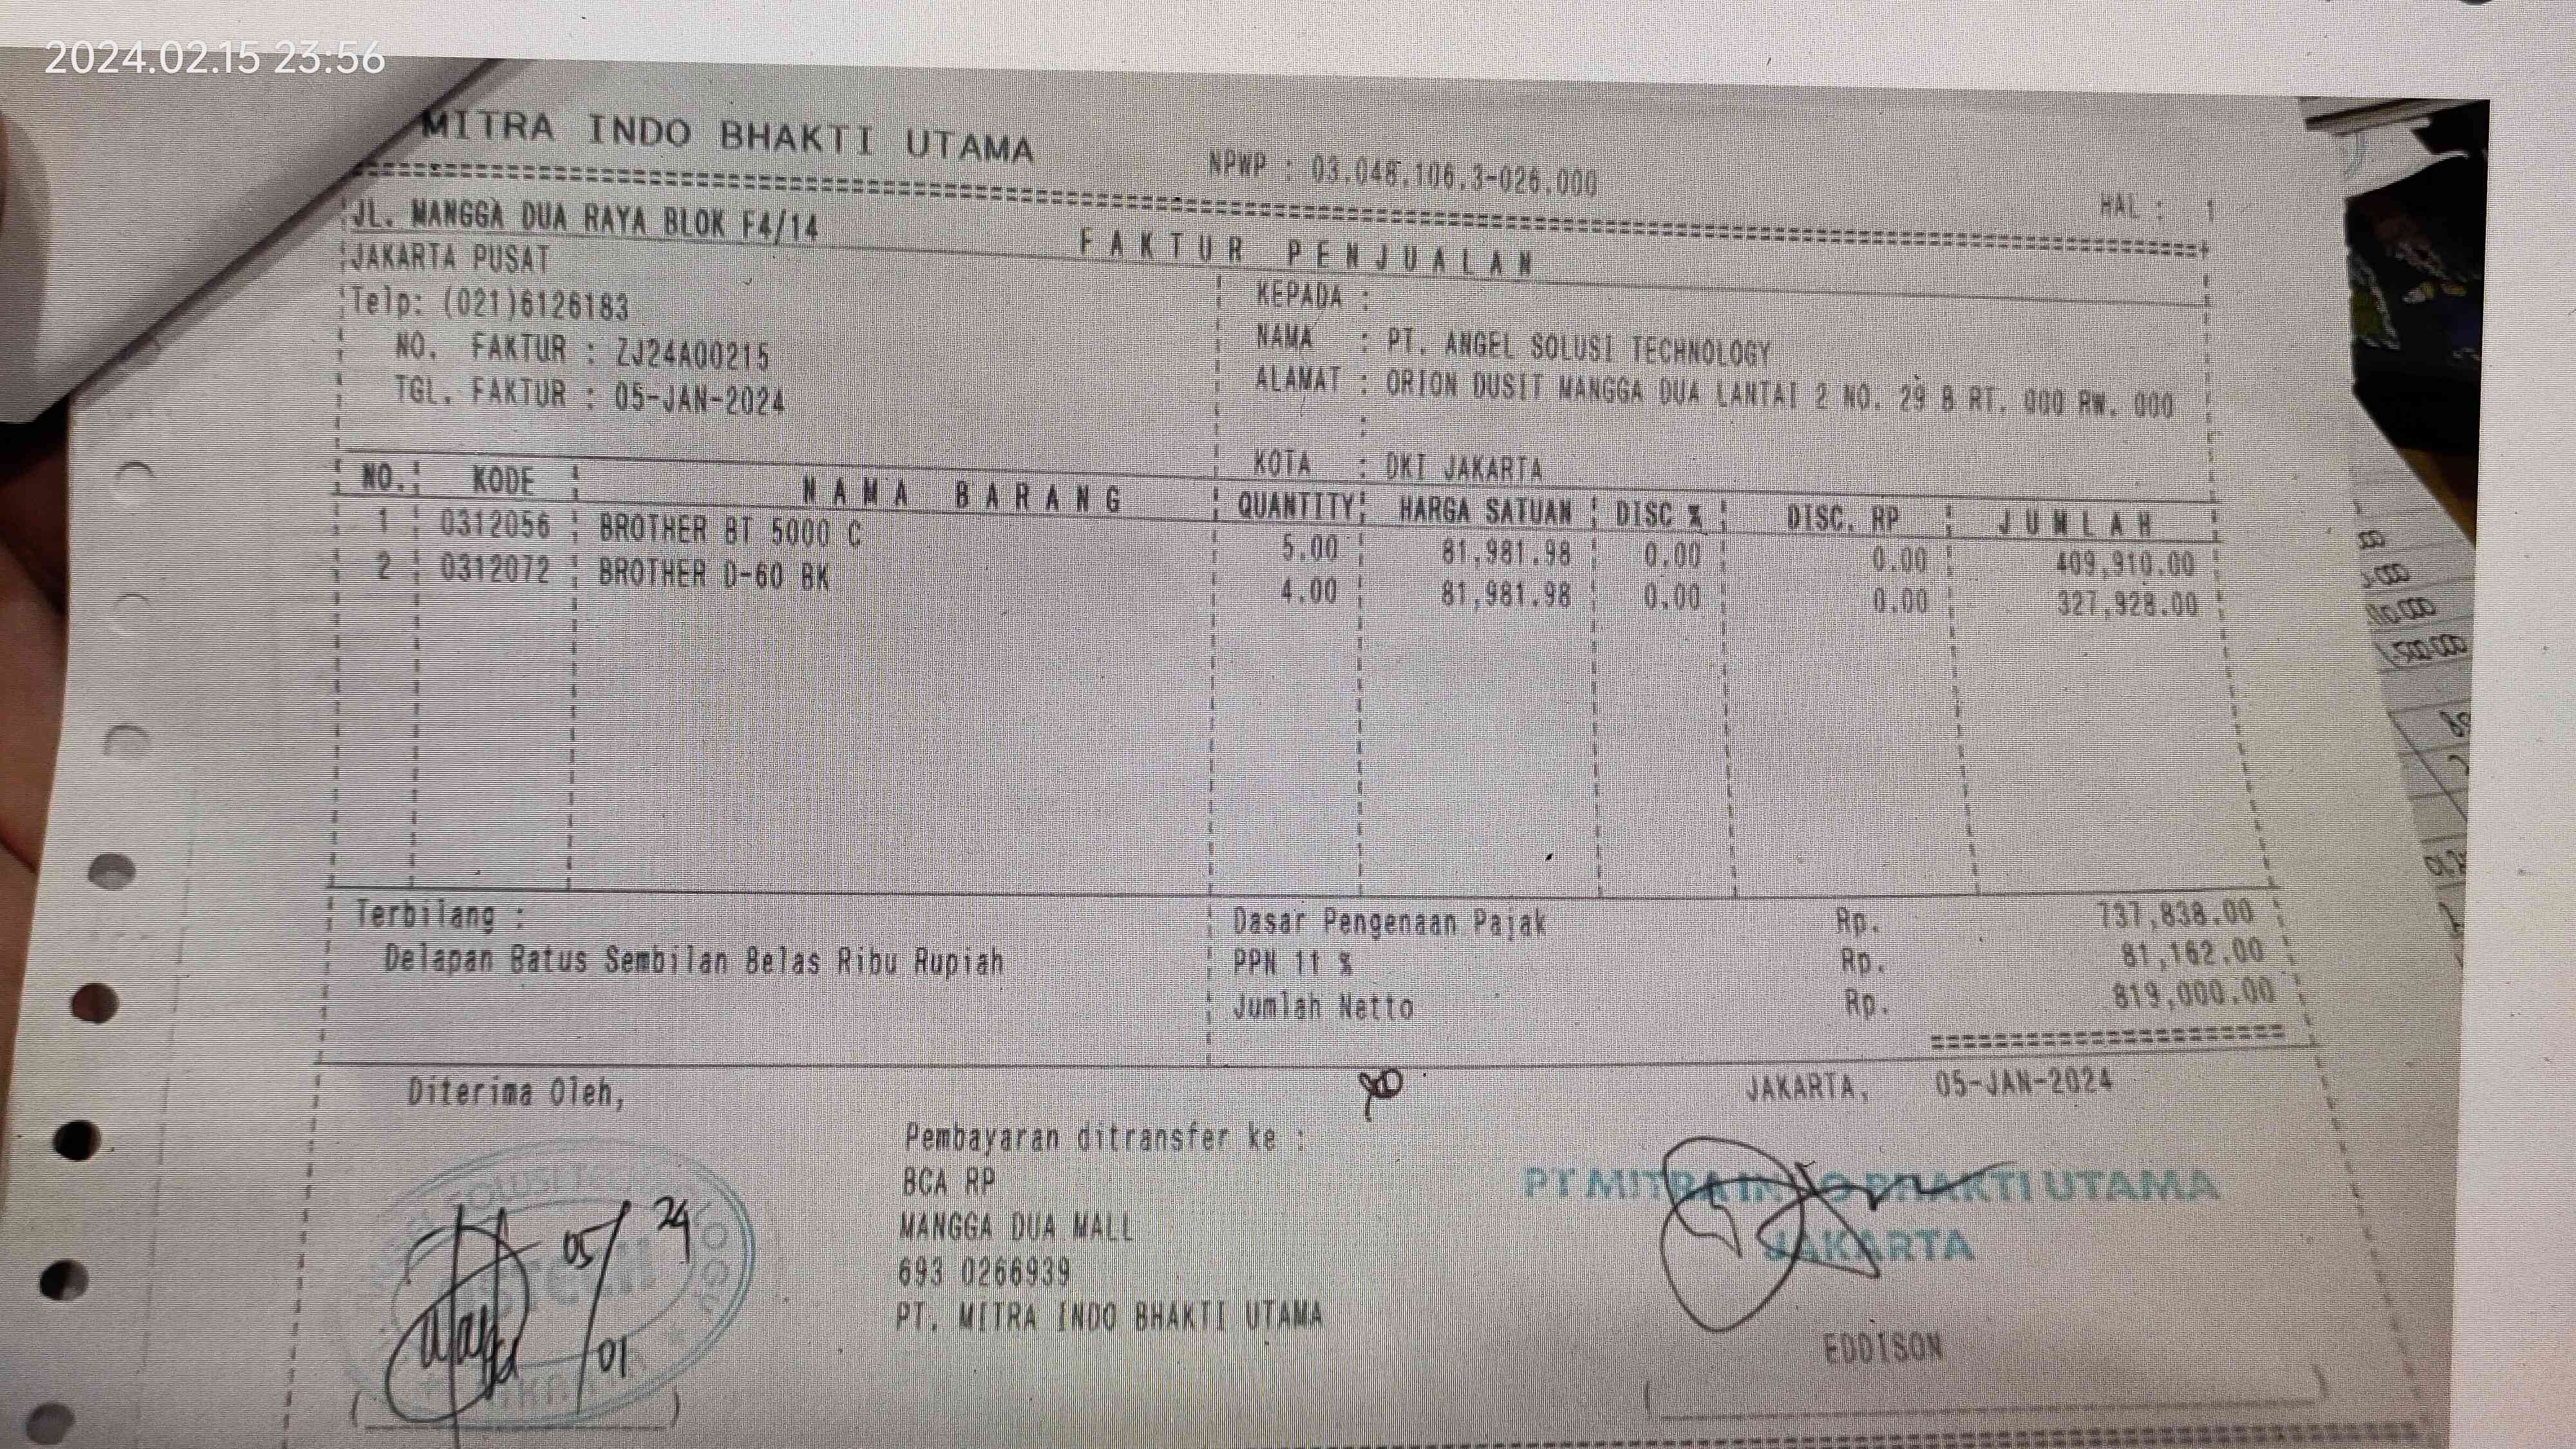 2024.02.15 23:56
MITRA INDO BHAKTI UTAMA
NPWP : 03.048.106.3-026.000
HAL : 1
JL. MANGGA DUA RAYA BLOK F4/14
JAKARTA PUSAT
Telp: (021)6126183
FAKTUR PENJUALAN
NO. FAKTUR : ZJ24A00215
TGL. FAKTUR : 05-JAN-2024
KEPADA :
NAMA : PT. ANGEL SOLUSI TECHNOLOGY
ALAMAT : ORION DUSIT MANGGA DUA LANTAI 2 NO. 29 B RT. 000 RW. 000
:
KOTA : DKI JAKARTA
NO. KODE NAMA BARANG QUANTITY HARGA SATUAN DISC % DISC. RP JUMLAH
1 0312056 BROTHER BT 5000 C 5.00 81,981.98 0.00 0.00 409,910.00
2 0312072 BROTHER D-60 BK 4.00 81,981.98 0.00 0.00 327,928.00
Terbilang :
Delapan Batus Sembilan Belas Ribu Rupiah
Dasar Pengenaan Pajak Rp. 737,838.00
PPN 11 % Rp. 81,162.00
Jumlah Netto Rp. 819,000.00
Diterima Oleh,
05/01 24
Pembayaran ditransfer ke :
BCA RP
MANGGA DUA MALL
693 0266939
PT. MITRA INDO BHAKTI UTAMA
JAKARTA, 05-JAN-2024
PT MITRA INDO BHAKTI UTAMA
JAKARTA
EDDISON